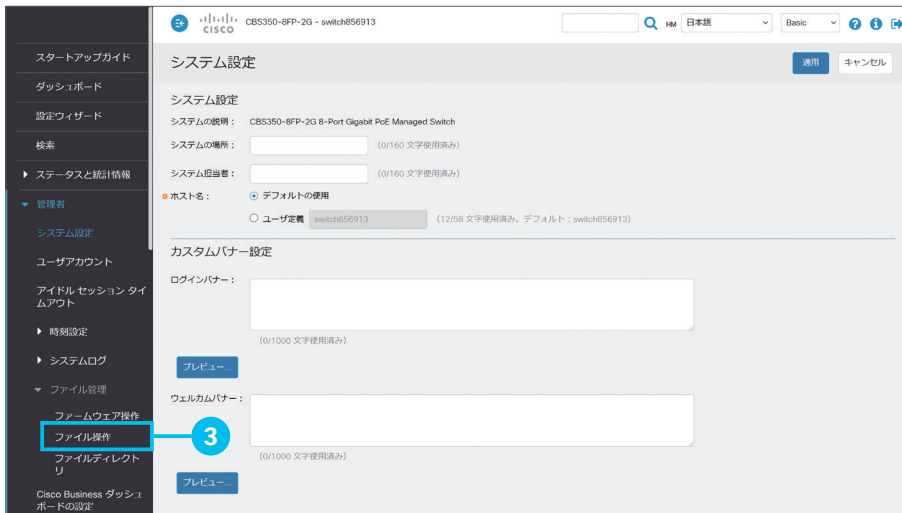 CISCO
CBS350-8FP-2G - switch856913
HM
日本語
Basic
スタートアップガイド
ダッシュボード
設定ウィザード
検索
ステータスと統計情報
管理者
システム設定
ユーザアカウント
アイドル セッション タイ
ムアウト
時刻設定
システムログ
ファイル管理
ファームウェア操作
ファイル操作
ファイルディレクト
リ
Cisco Business ダッシュ
ボードの設定
3
システム設定
適用
キャンセル
システム設定
システムの説明: CBS350-8FP-2G 8-Port Gigabit PoE Managed Switch
システムの場所: (0/160 文字使用済み)
システム担当者: (0/160 文字使用済み)
ホスト名: デフォルトの使用
ユーザ定義 switch856913 (12/58 文字使用済み。デフォルト: switch856913)
カスタムバナー設定
ログインバナー:
(0/1000 文字使用済み)
プレビュー...
ウェルカムバナー:
(0/1000 文字使用済み)
プレビュー...